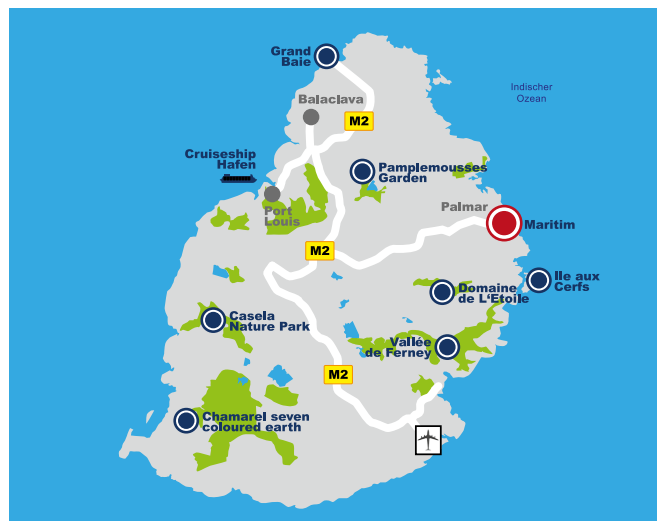 Grand
Baie
Indischer
Ozean
Balaclava
M2
Cruiseship
Hafen
Pamplemousses
Garden
Palmar
Port
Louis
Maritim
M2
Ile aux
Cerfs
Domaine
de L'Etoile
Casela
Nature Park
Vallée
de Ferney
M2
Chamarel seven
coloured earth